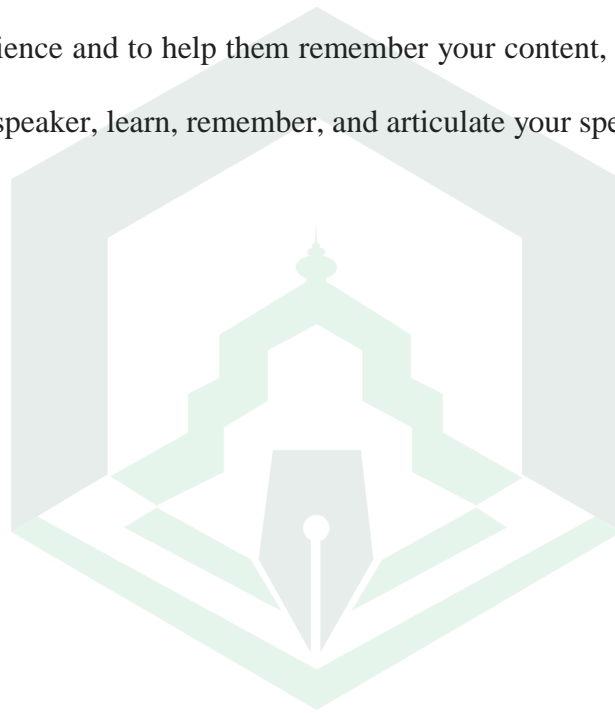 ience and to help them remember your content,
speaker, learn, remember, and articulate your spe